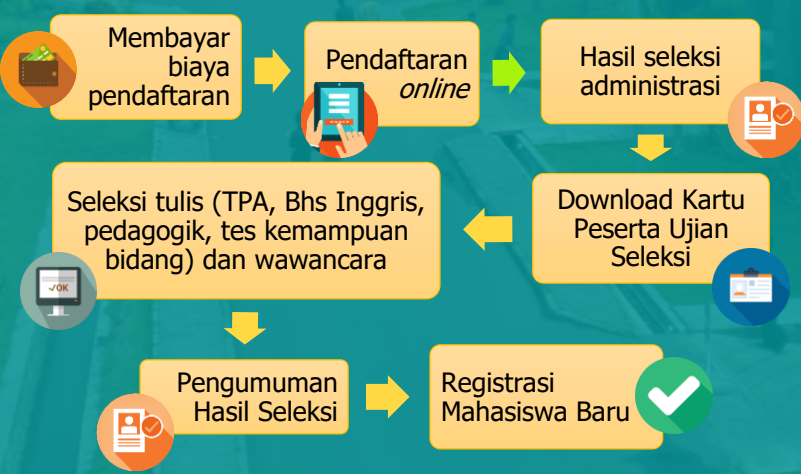 Membayar
biaya
pendaftaran
Pendaftaran
online
Hasil seleksi
administrasi
Download Kartu
Peserta Ujian
Seleksi
Seleksi tulis (TPA, Bhs Inggris,
pedagogik, tes kemampuan
bidang) dan wawancara
√OK
Pengumuman
Hasil Seleksi
Registrasi
Mahasiswa Baru